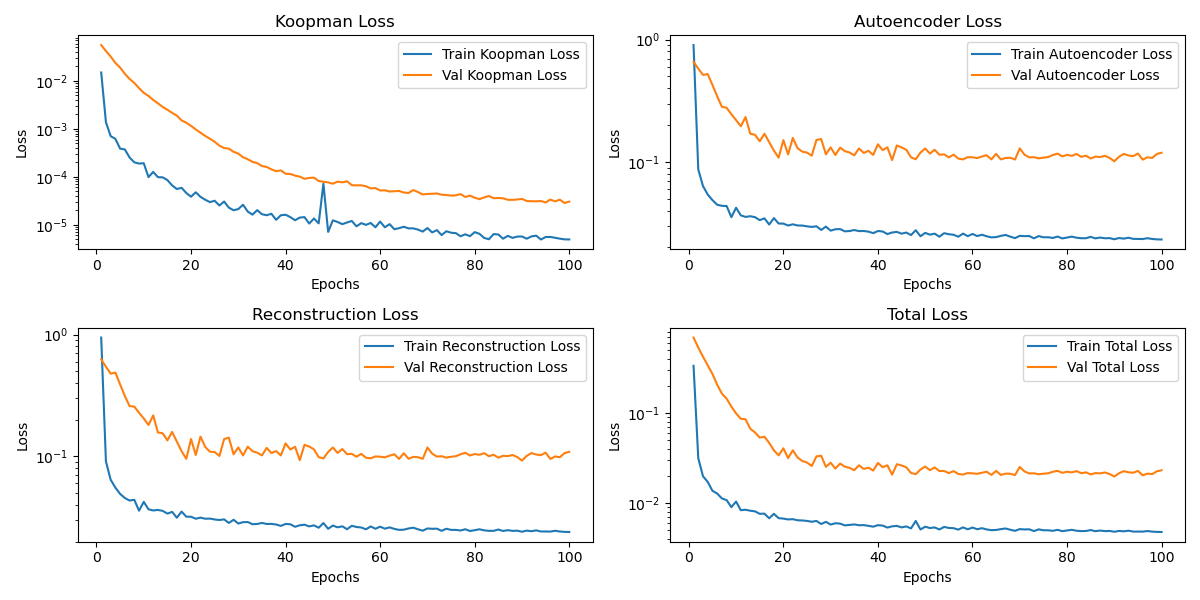 Koopman Loss
Train Koopman Loss
Val Koopman Loss
Loss
10⁻²
10⁻³
10⁻⁴
10⁻⁵
0 20 40 60 80 100
Epochs
Autoencoder Loss
Train Autoencoder Loss
Val Autoencoder Loss
Loss
10⁰
10⁻¹
0 20 40 60 80 100
Epochs
Reconstruction Loss
Train Reconstruction Loss
Val Reconstruction Loss
Loss
10⁰
10⁻¹
0 20 40 60 80 100
Epochs
Total Loss
Train Total Loss
Val Total Loss
Loss
10⁻¹
10⁻²
0 20 40 60 80 100
Epochs